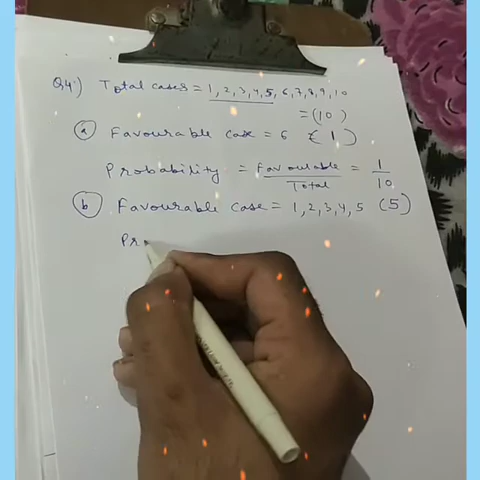 Q4:) Total cases = 1, 2, 3, 4, 5, 6, 7, 8, 9, 10
= (10)
(a) Favourable case = 6 (1)
Probability = Favourable / Total = 1/10
(b) Favourable case = 1, 2, 3, 4, 5 (5)
Pr